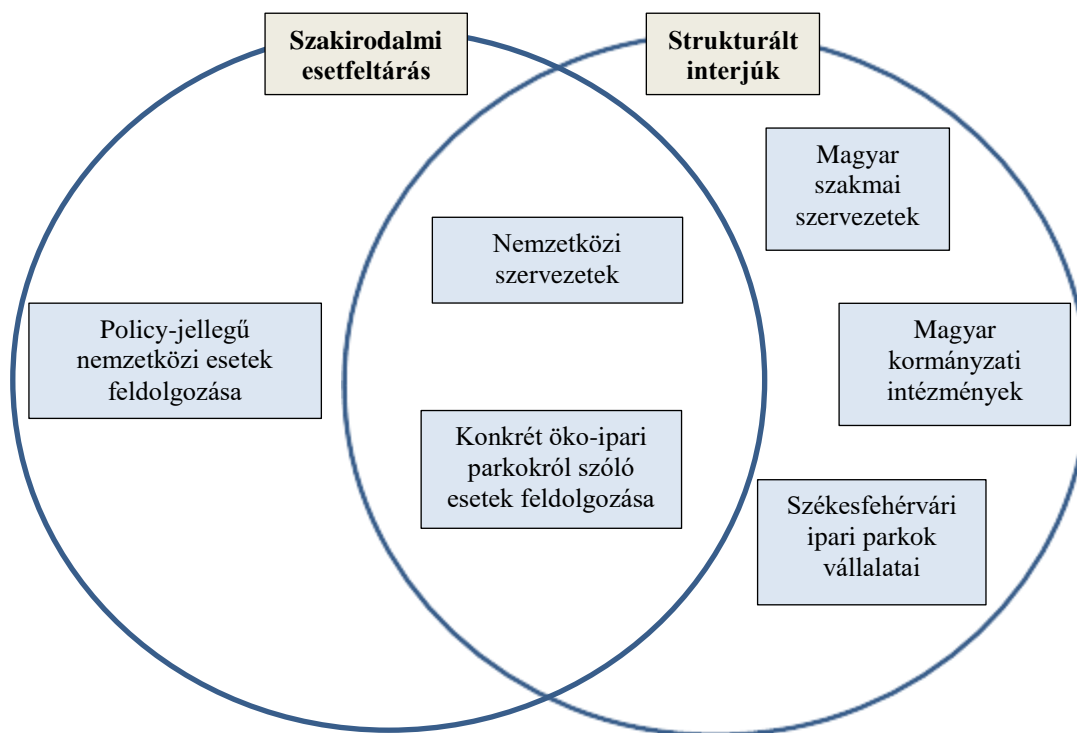 Szakirodalmi
esetfeltárás
Strukturált
interjúk
Magyar
szakmai
szervezetek
Nemzetközi
szervezetek
Policy-jellegű
nemzetközi esetek
feldolgozása
Magyar
kormányzati
intézmények
Konkrét öko-ipari
parkokról szóló
esetek feldolgozása
Székesfehérvári
ipari parkok
vállalatai